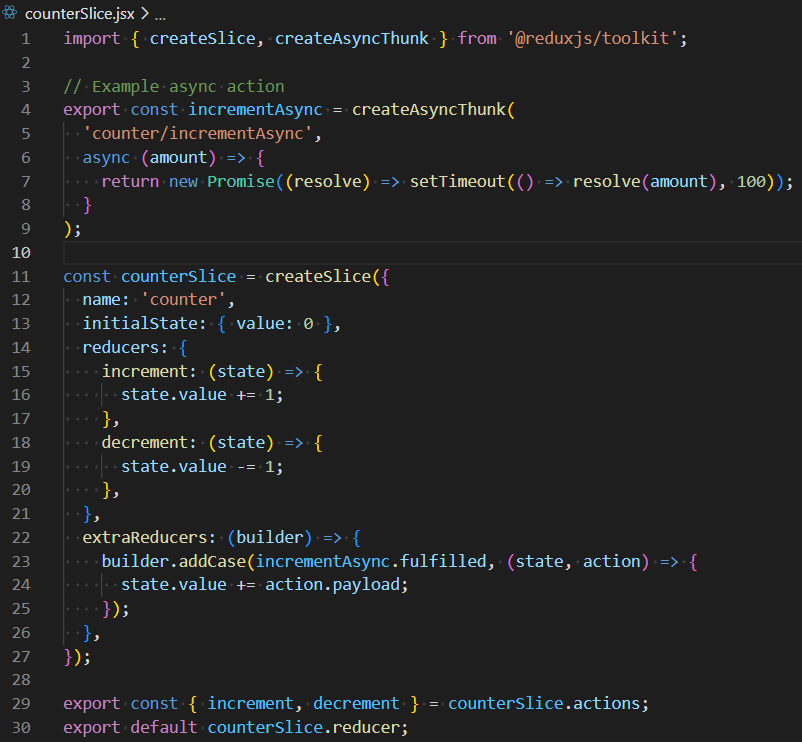 counterSlice.jsx > ...
1 import { createSlice, createAsyncThunk } from '@reduxjs/toolkit';
2
3 // Example async action
4 export const incrementAsync = createAsyncThunk(
5   'counter/incrementAsync',
6   async (amount) => {
7     return new Promise((resolve) => setTimeout(() => resolve(amount), 100));
8   }
9 );
10
11 const counterSlice = createSlice({
12   name: 'counter',
13   initialState: { value: 0 },
14   reducers: {
15     increment: (state) => {
16       state.value += 1;
17     },
18     decrement: (state) => {
19       state.value -= 1;
20     },
21   },
22   extraReducers: (builder) => {
23     builder.addCase(incrementAsync.fulfilled, (state, action) => {
24       state.value += action.payload;
25     });
26   },
27 });
28
29 export const { increment, decrement } = counterSlice.actions;
30 export default counterSlice.reducer;